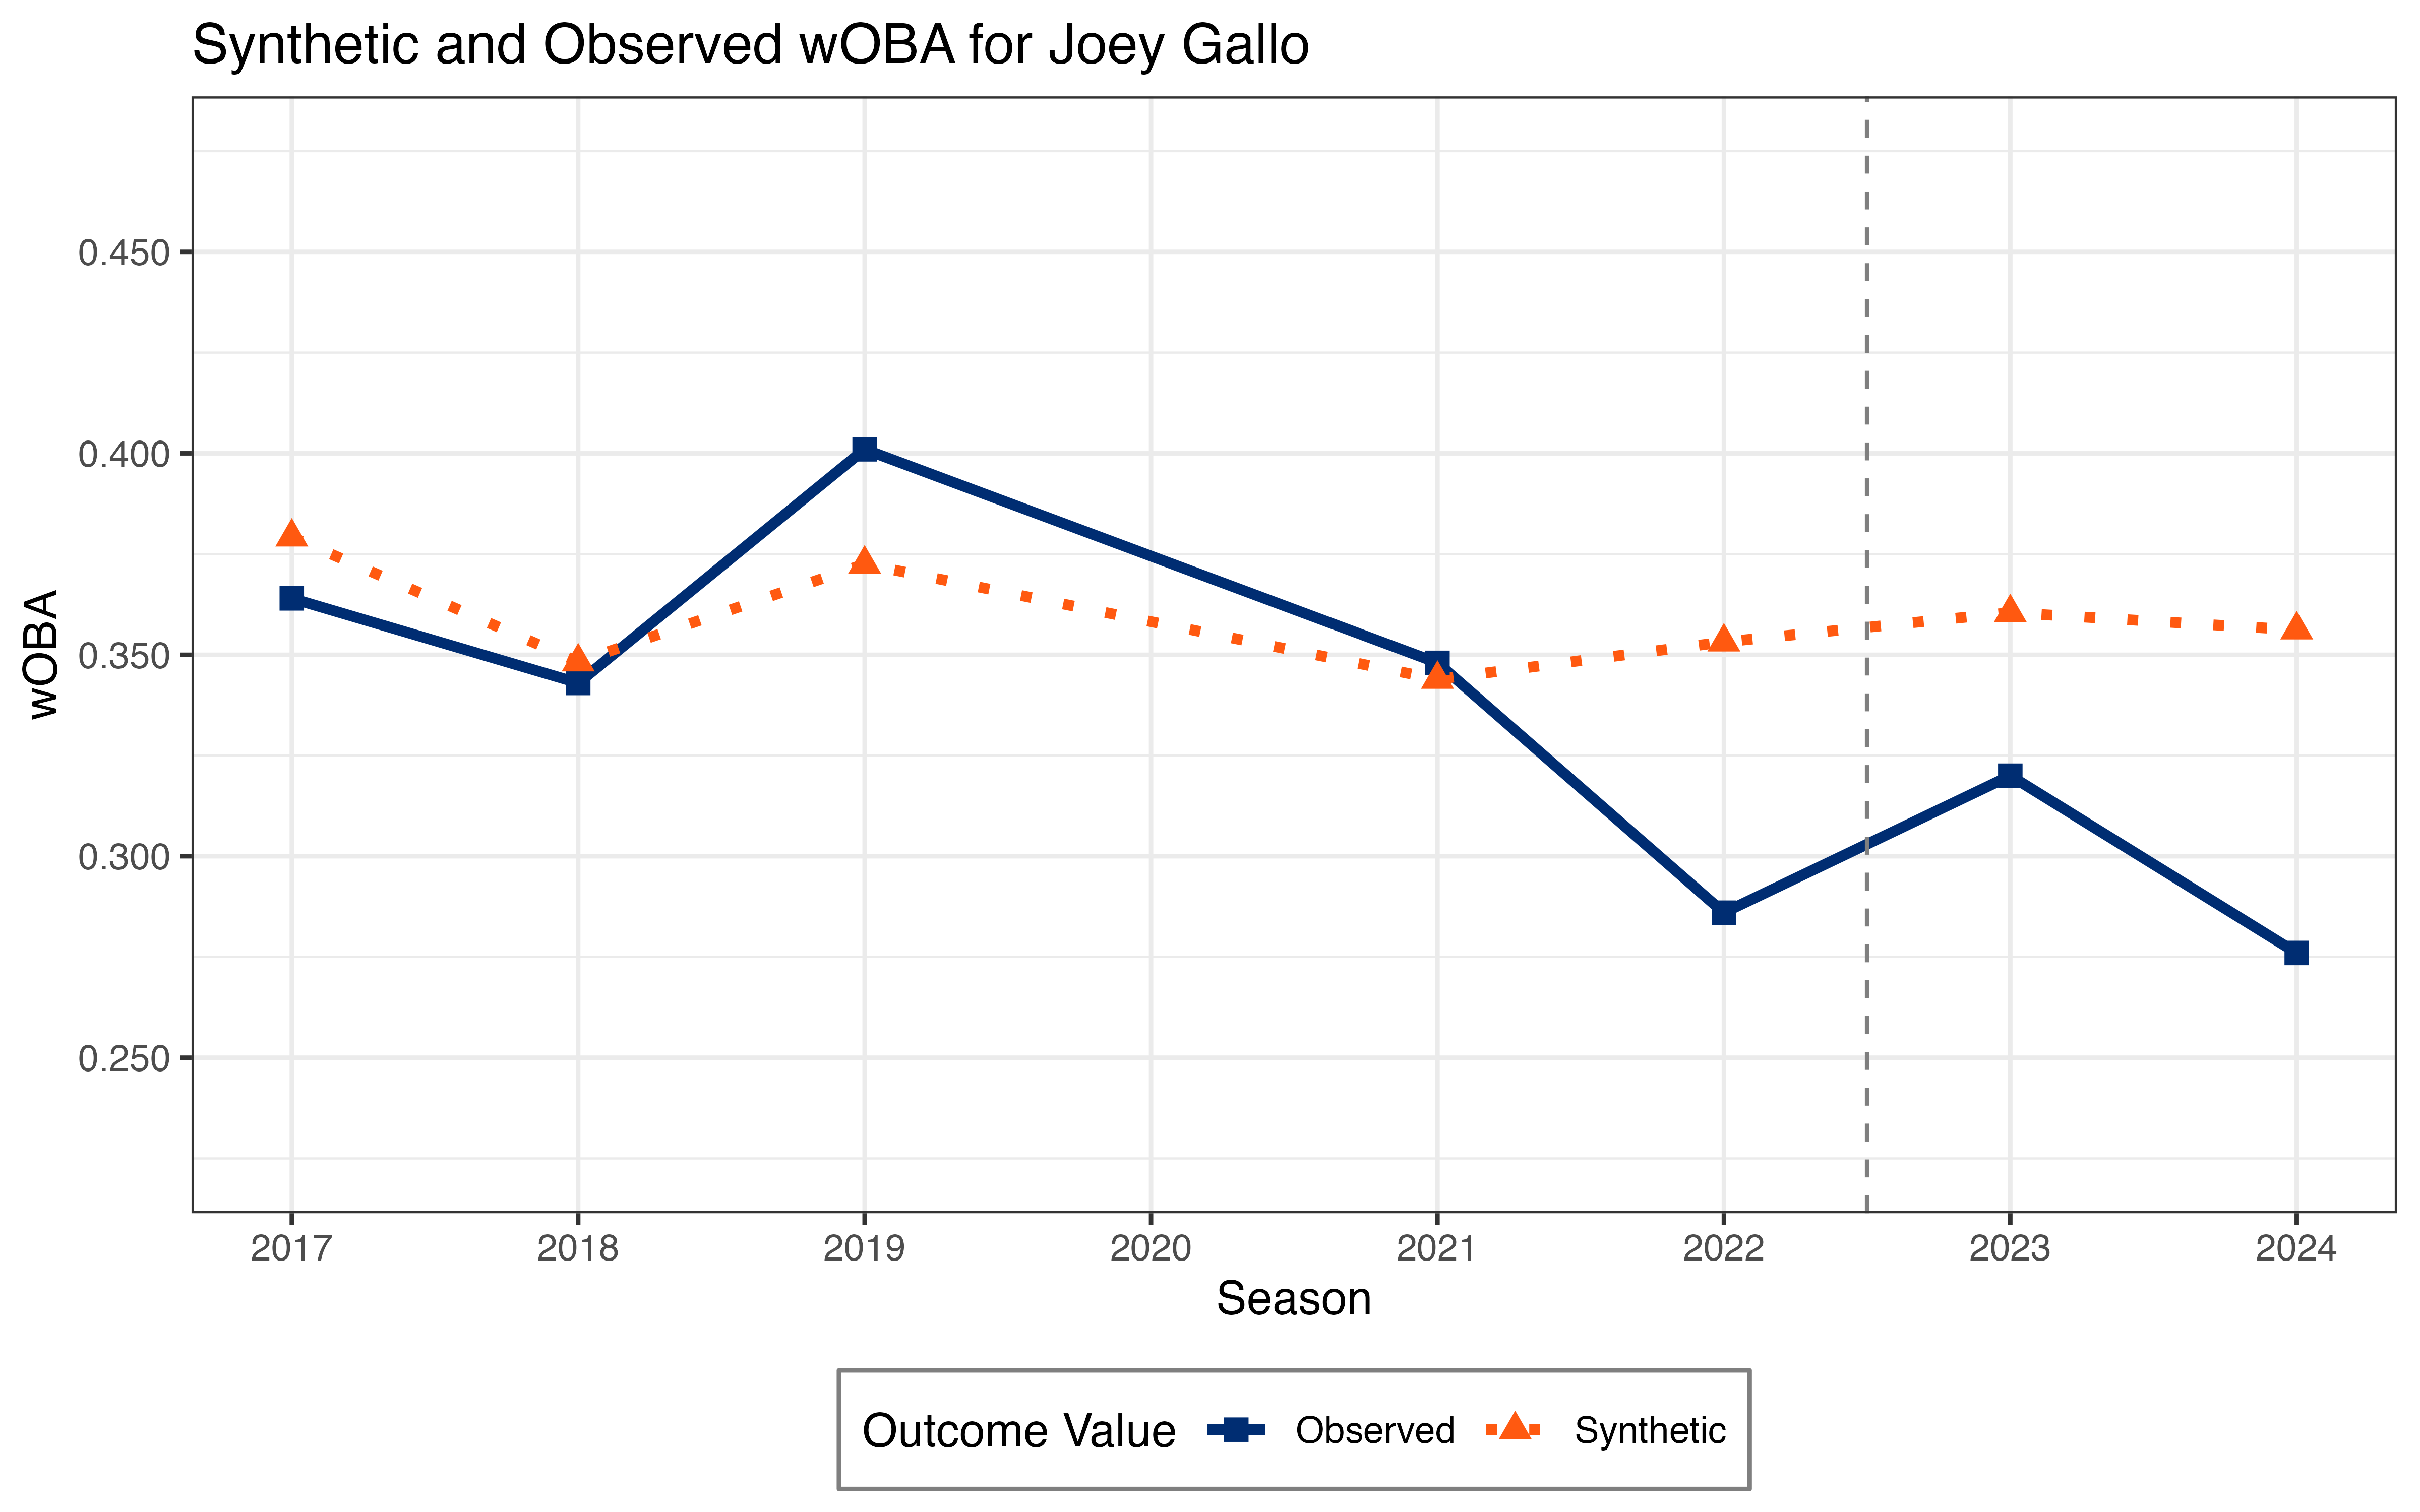 Synthetic and Observed wOBA for Joey Gallo
wOBA
0.450
0.400
0.350
0.300
0.250
2017 2018 2019 2020 2021 2022 2023 2024
Season
Outcome Value Observed Synthetic